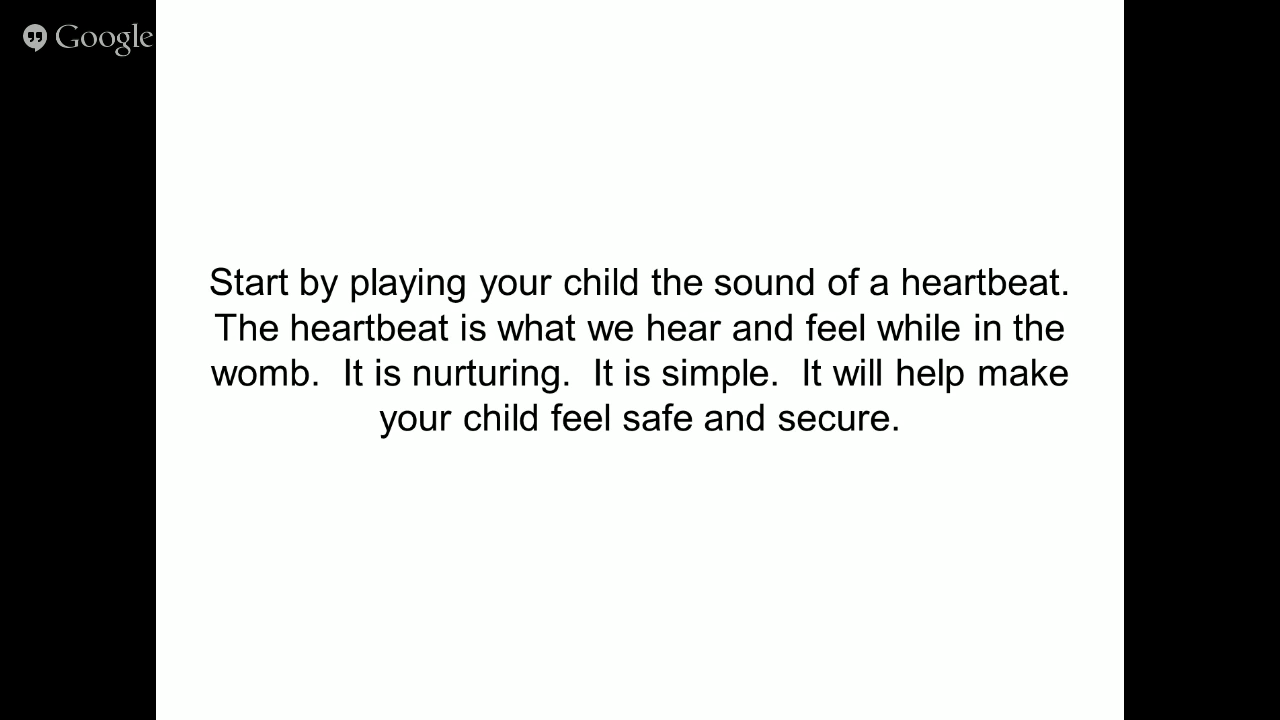 Google
Start by playing your child the sound of a heartbeat.
The heartbeat is what we hear and feel while in the
womb.  It is nurturing.  It is simple.  It will help make
your child feel safe and secure.